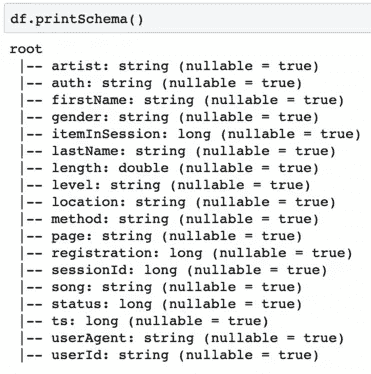 df.printSchema()
root
 |-- artist: string (nullable = true)
 |-- auth: string (nullable = true)
 |-- firstName: string (nullable = true)
 |-- gender: string (nullable = true)
 |-- itemInSession: long (nullable = true)
 |-- lastName: string (nullable = true)
 |-- length: double (nullable = true)
 |-- level: string (nullable = true)
 |-- location: string (nullable = true)
 |-- method: string (nullable = true)
 |-- page: string (nullable = true)
 |-- registration: long (nullable = true)
 |-- sessionId: long (nullable = true)
 |-- song: string (nullable = true)
 |-- status: long (nullable = true)
 |-- ts: long (nullable = true)
 |-- userAgent: string (nullable = true)
 |-- userId: string (nullable = true)